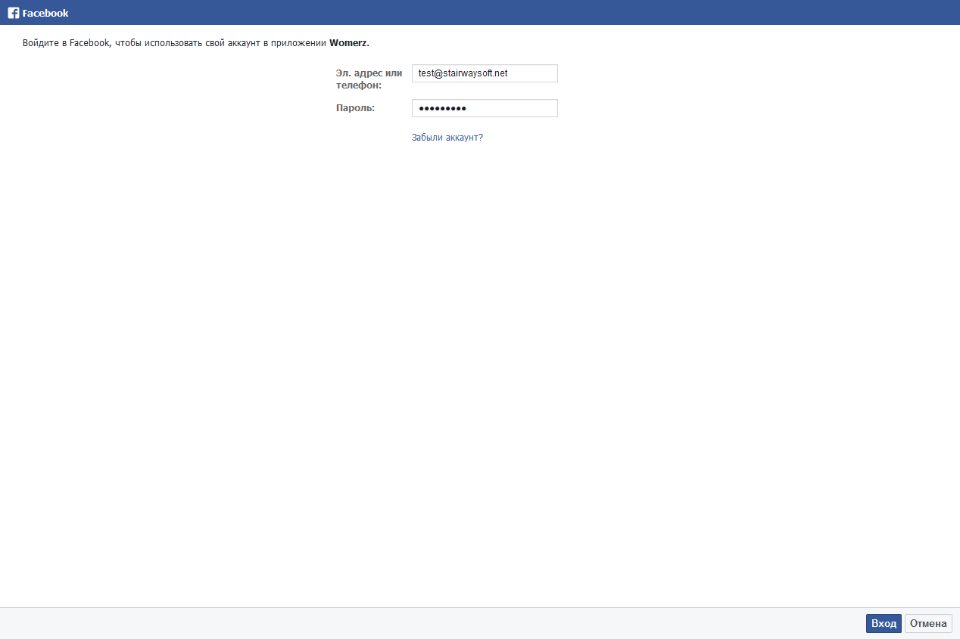 Facebook
Войдите в Facebook, чтобы использовать свой аккаунт в приложении Womerz.
Эл. адрес или
телефон:
test@stairwaysoft.net
Пароль:
•••••••••
Забыли аккаунт?
Вход
Отмена